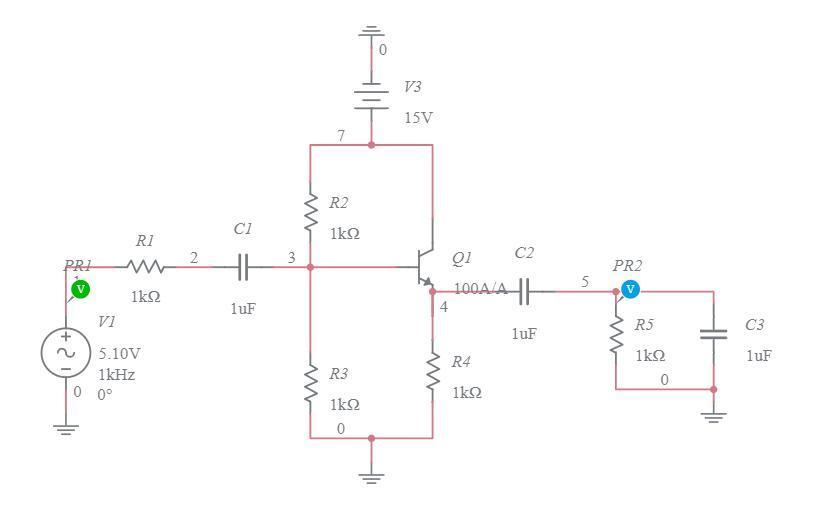 0
V3
15V
7
R2
1kΩ
C1
R1
2
3
Q1
C2
100A/A
PR1
V
1kΩ
1uF
4
5
PR2
V
V1
5.10V
1kHz
0°
0
1uF
R5
1kΩ
C3
1uF
R3
1kΩ
R4
1kΩ
0
0